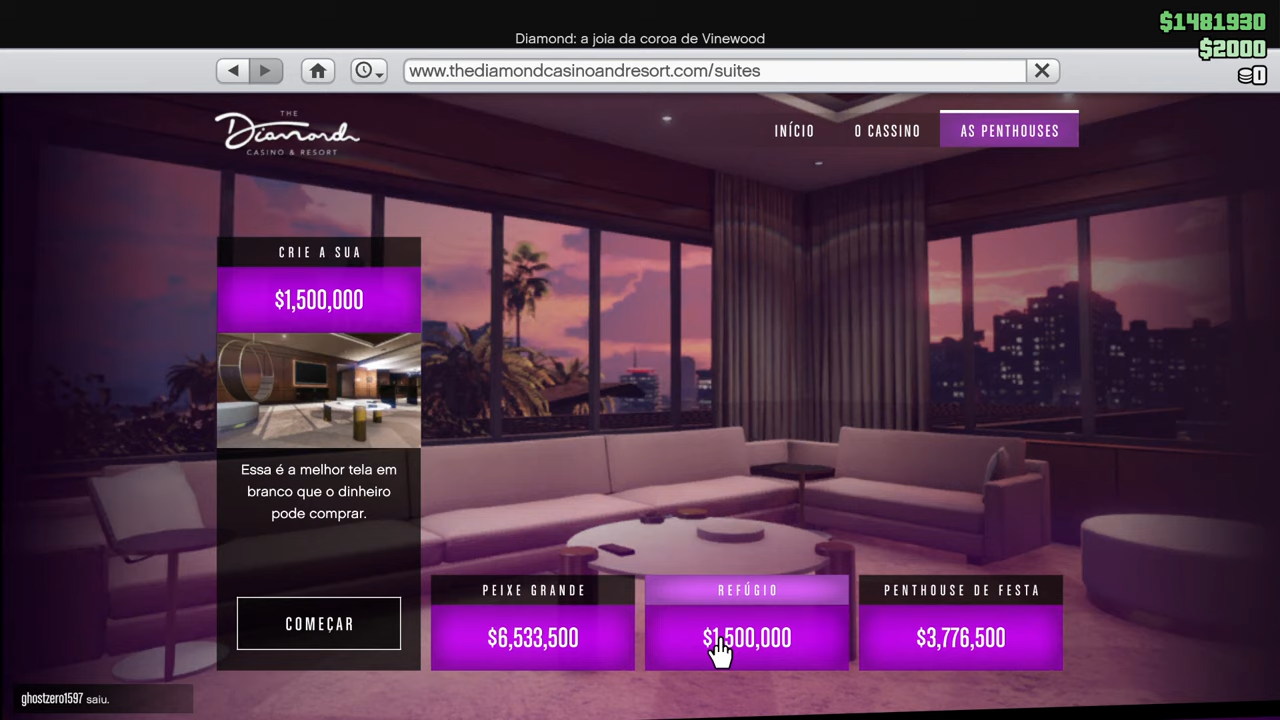 $1481930
Diamond: a joia da coroa de Vinewood
$2000
www.thediamondcasinoandresort.com/suites
0
THE
Diamond
CASINO & RESORT
INÍCIO
O CASSINO
AS PENTHOUSES
CRIE A SUA
$1,500,000
Essa é a melhor tela em
branco que o dinheiro
pode comprar.
COMEÇAR
PEIXE GRANDE
$6,533,500
REFÚGIO
$1,500,000
PENTHOUSE DE FESTA
$3,776,500
ghostzero1597 saiu.